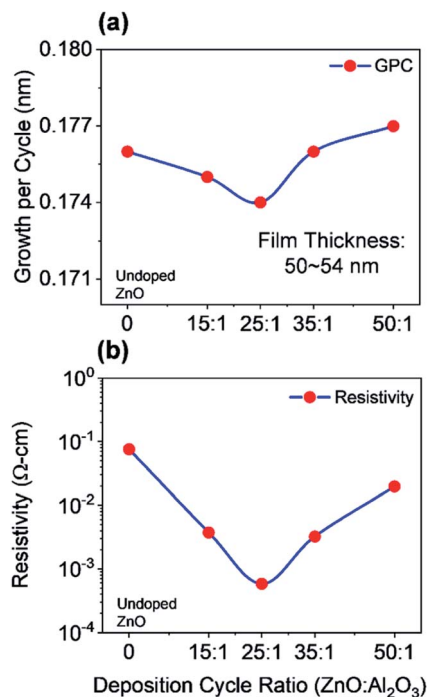 (a)
GPC
Growth per Cycle (nm)
0.180
0.177
0.174
0.171
Film Thickness:
50~54 nm
Undoped
ZnO
0 15:1 25:1 35:1 50:1
(b)
Resistivity
Resistivity (Ω-cm)
10⁰
10⁻¹
10⁻²
10⁻³
10⁻⁴
Undoped
ZnO
0 15:1 25:1 35:1 50:1
Deposition Cycle Ratio (ZnO:Al₂O₃)